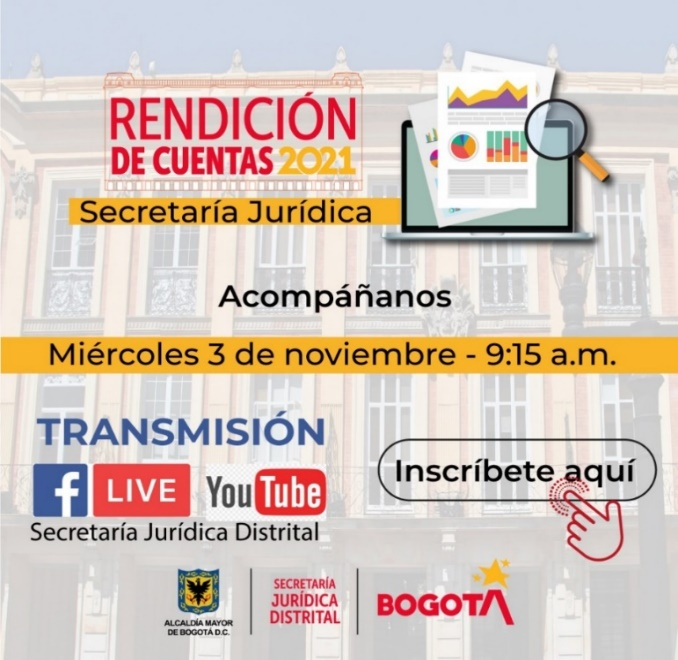 RENDICIÓN
DE CUENTAS 2021
Secretaría Jurídica
Acompáñanos
Miércoles 3 de noviembre - 9:15 a.m.
TRANSMISIÓN
f LIVE YouTube
Secretaría Jurídica Distrital
Inscríbete aquí
ALCALDÍA MAYOR
DE BOGOTÁ D.C.
SECRETARÍA
JURÍDICA
DISTRITAL
BOGOTÁ